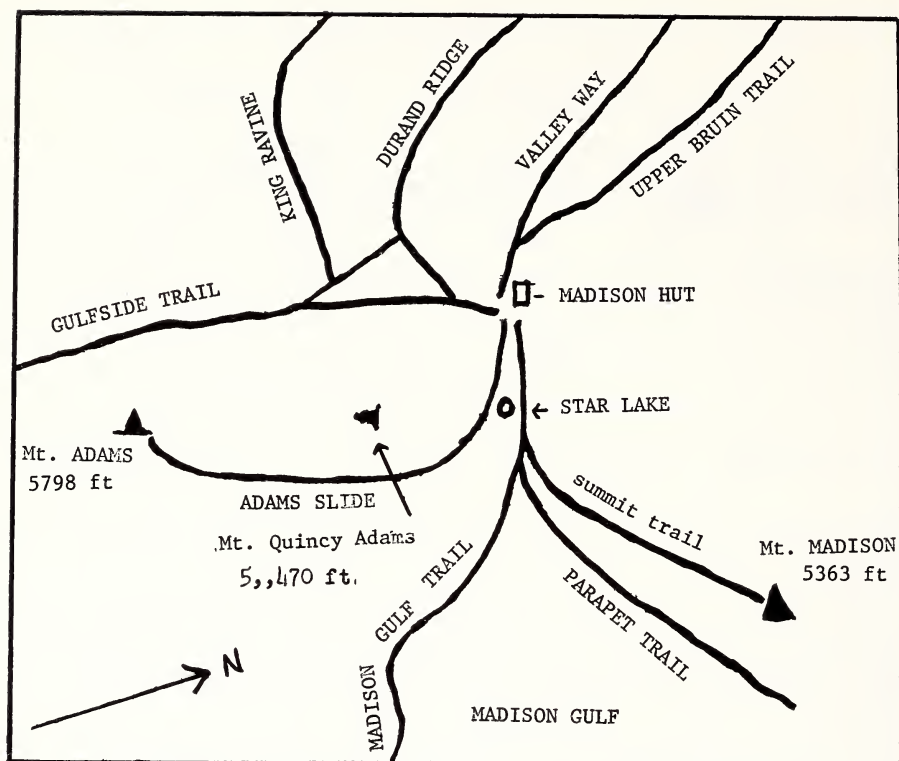 KING RAVINE
DURAND RIDGE
VALLEY WAY
UPPER BRUIN TRAIL
GULFSIDE TRAIL
MADISON HUT
STAR LAKE
Mt. ADAMS
5798 ft
ADAMS SLIDE
Mt. Quincy Adams
5,,470 ft.
summit trail
Mt. MADISON
5363 ft
PARAPET TRAIL
MADISON GULF TRAIL
MADISON GULF
N